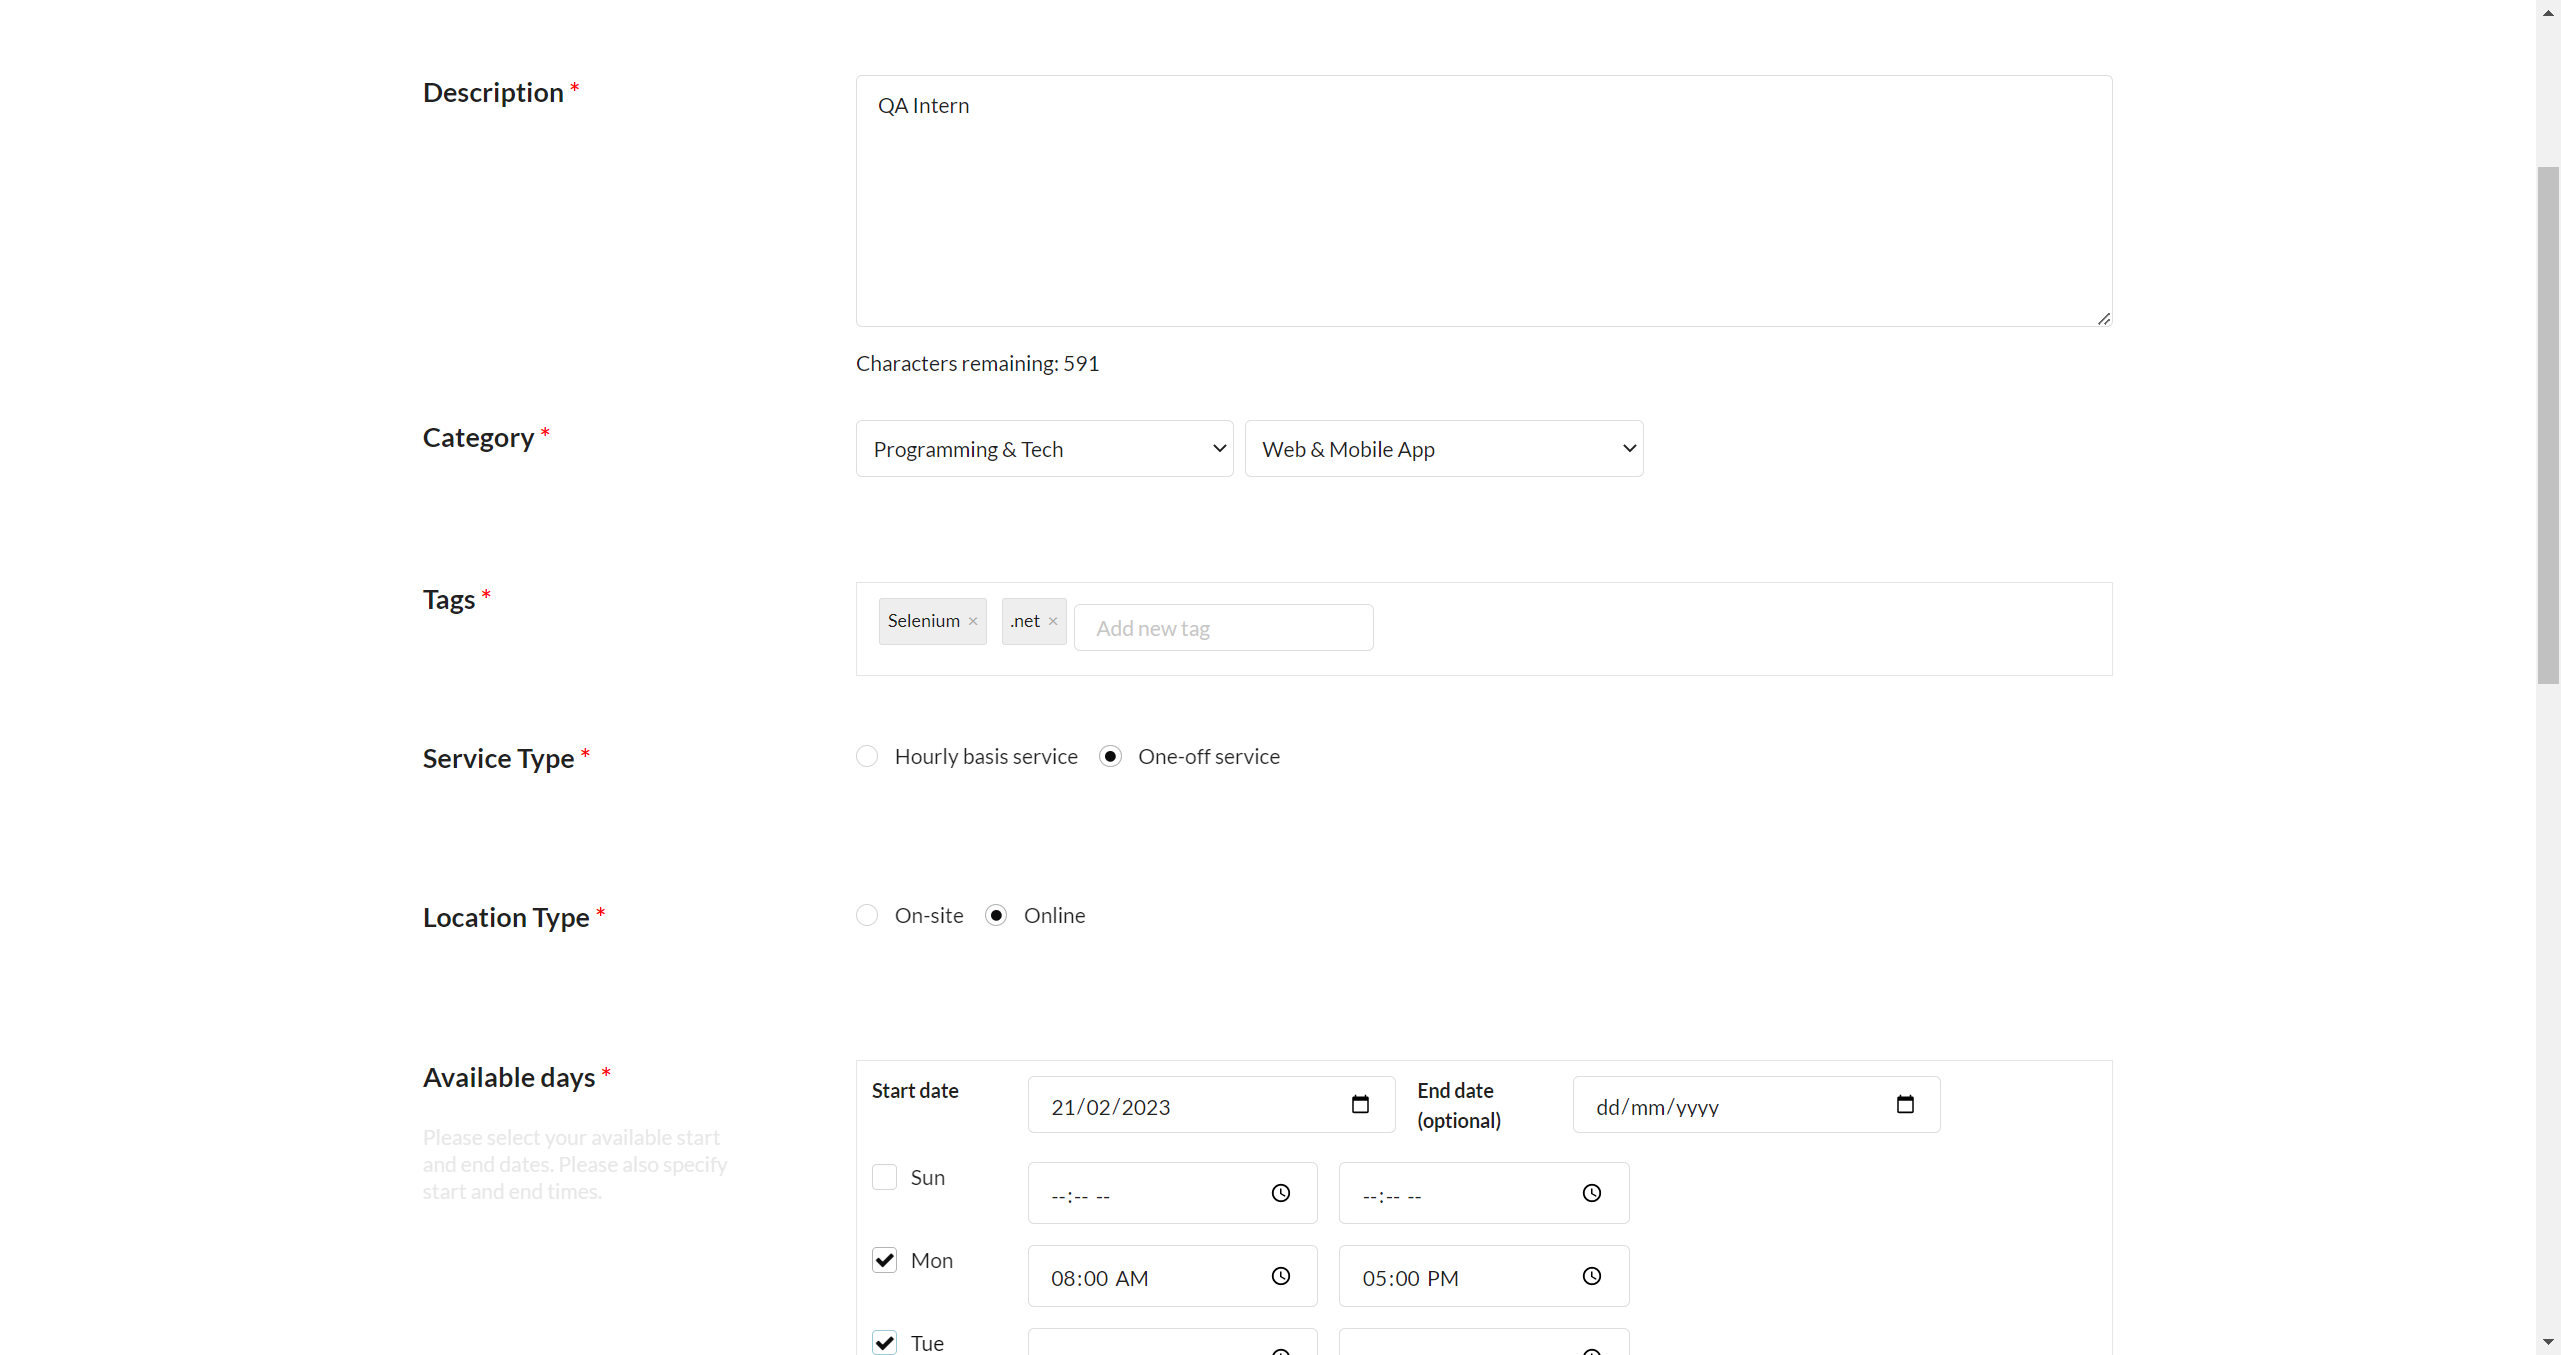 Description *
QA Intern
Characters remaining: 591
Category *
Programming & Tech
Web & Mobile App
Tags *
Selenium ×
.net ×
Add new tag
Service Type *
Hourly basis service
One-off service
Location Type *
On-site
Online
Available days *
Please select your available start
and end dates. Please also specify
start and end times.
Start date
21/02/2023
End date
(optional)
dd/mm/yyyy
Sun
--:-- --
--:-- --
Mon
08:00 AM
05:00 PM
Tue